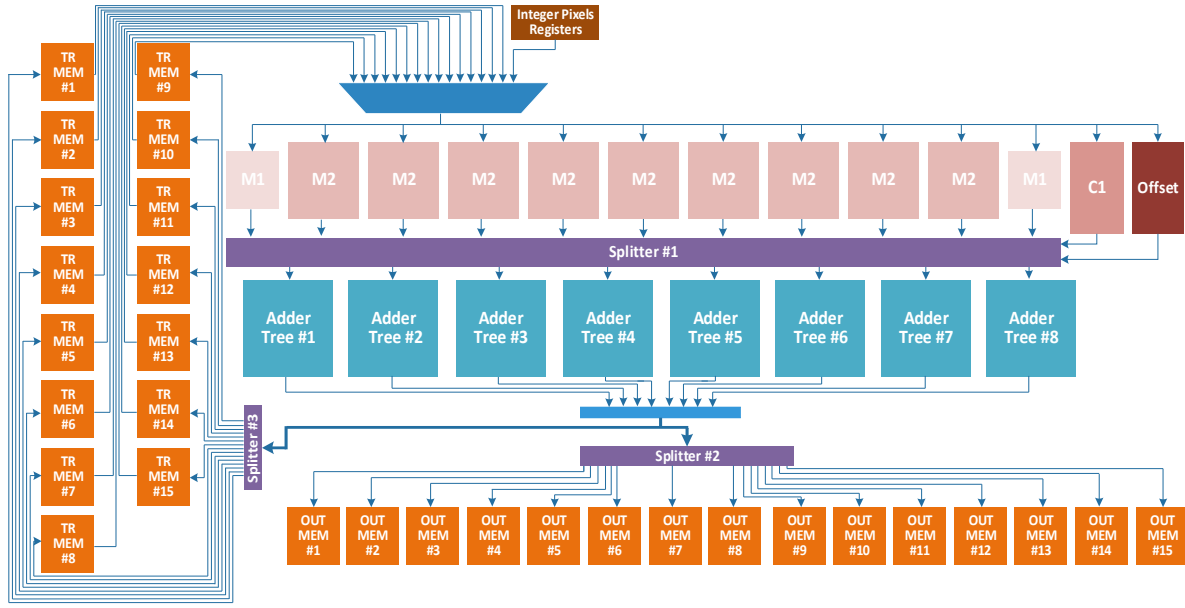 Integer Pixels
Registers
TR
MEM
#1
TR
MEM
#9
TR
MEM
#2
TR
MEM
#10
TR
MEM
#3
TR
MEM
#11
TR
MEM
#4
TR
MEM
#12
TR
MEM
#5
TR
MEM
#13
TR
MEM
#6
TR
MEM
#14
TR
MEM
#7
TR
MEM
#15
TR
MEM
#8
M1
M2
M2
M2
M2
M2
M2
M2
M2
M2
M1
C1
Offset
Splitter #1
Adder
Tree #1
Adder
Tree #2
Adder
Tree #3
Adder
Tree #4
Adder
Tree #5
Adder
Tree #6
Adder
Tree #7
Adder
Tree #8
Splitter #3
Splitter #2
OUT
MEM
#1
OUT
MEM
#2
OUT
MEM
#3
OUT
MEM
#4
OUT
MEM
#5
OUT
MEM
#6
OUT
MEM
#7
OUT
MEM
#8
OUT
MEM
#9
OUT
MEM
#10
OUT
MEM
#11
OUT
MEM
#12
OUT
MEM
#13
OUT
MEM
#14
OUT
MEM
#15